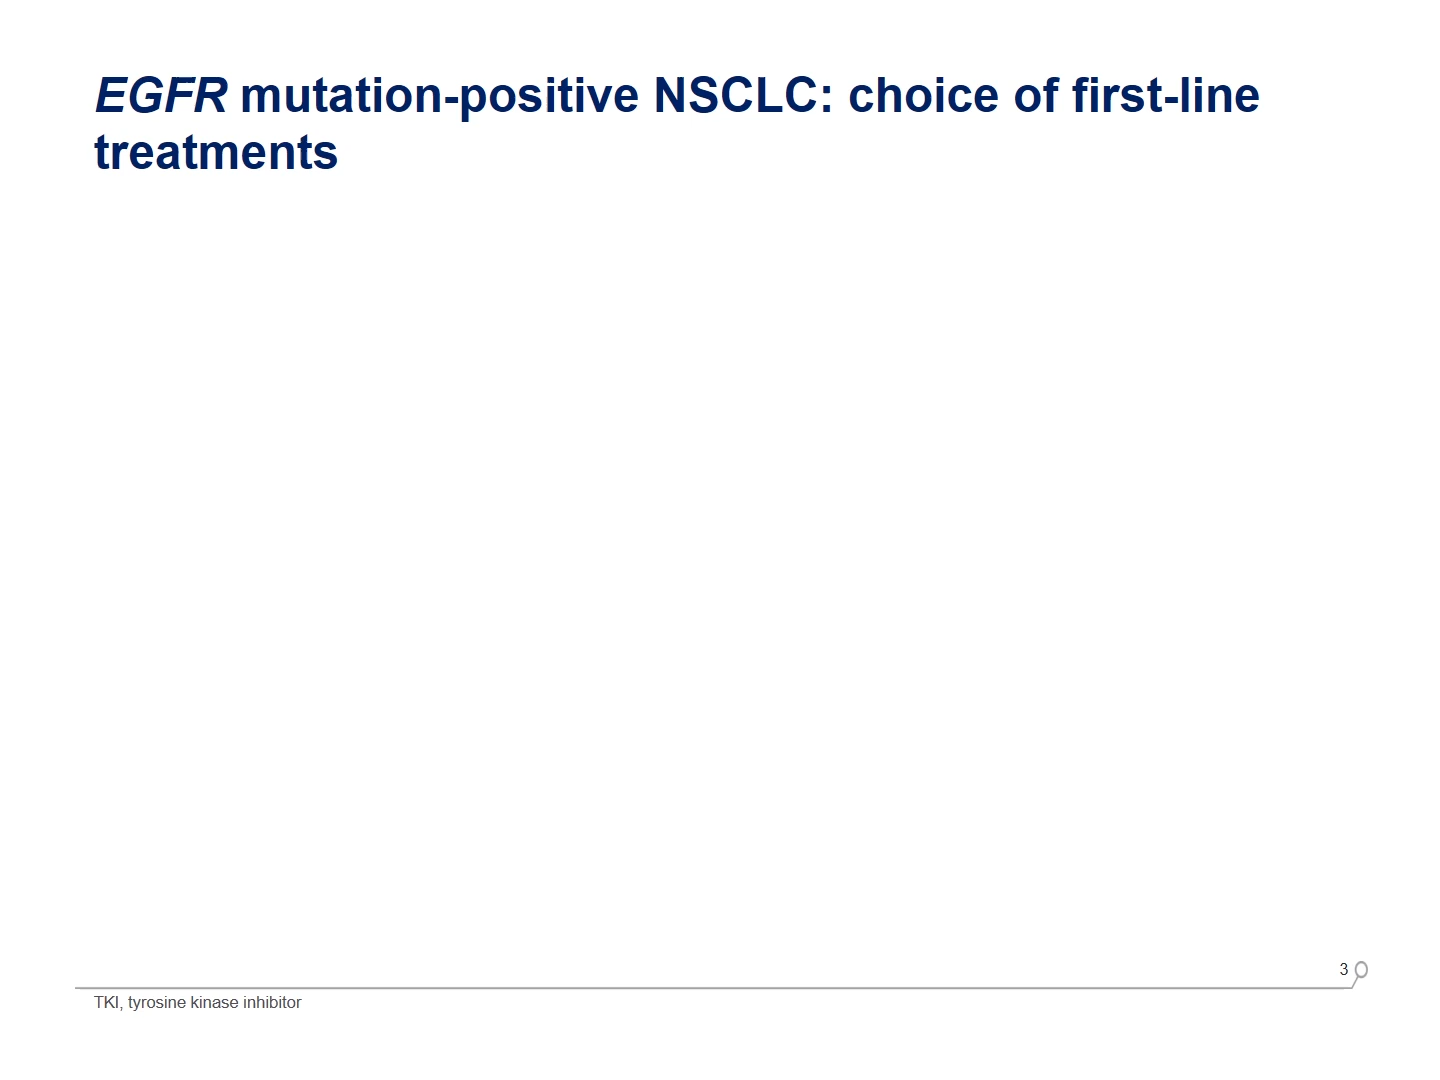 EGFR mutation-positive NSCLC: choice of first-line
treatments
3
TKI, tyrosine kinase inhibitor